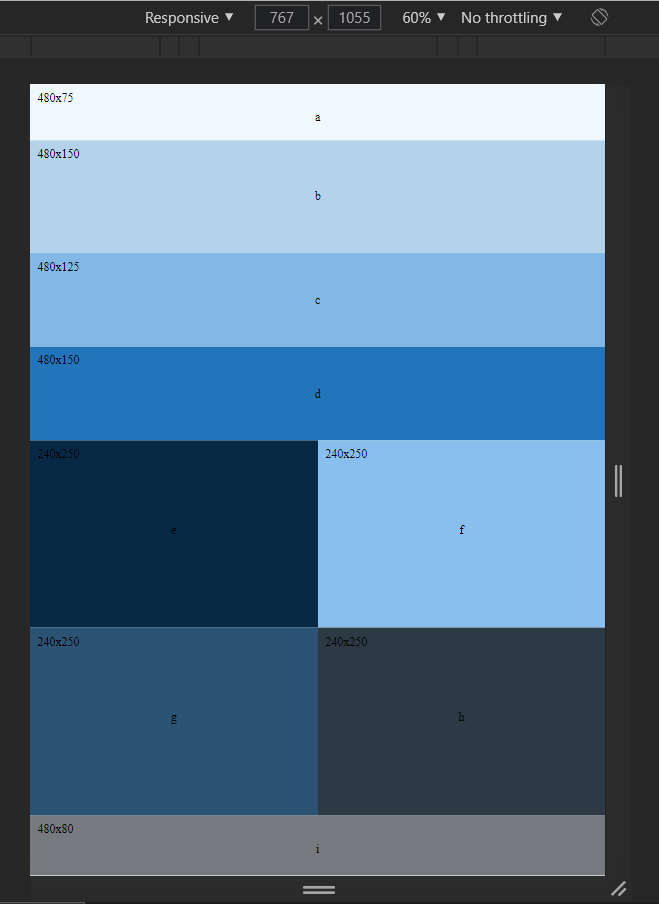 Responsive ▼ 767 × 1055 60% ▼ No throttling ▼
480x75
a
480x150
b
480x125
c
480x150
d
240x250 240x250
e f
240x250 240x250
g h
480x80
i